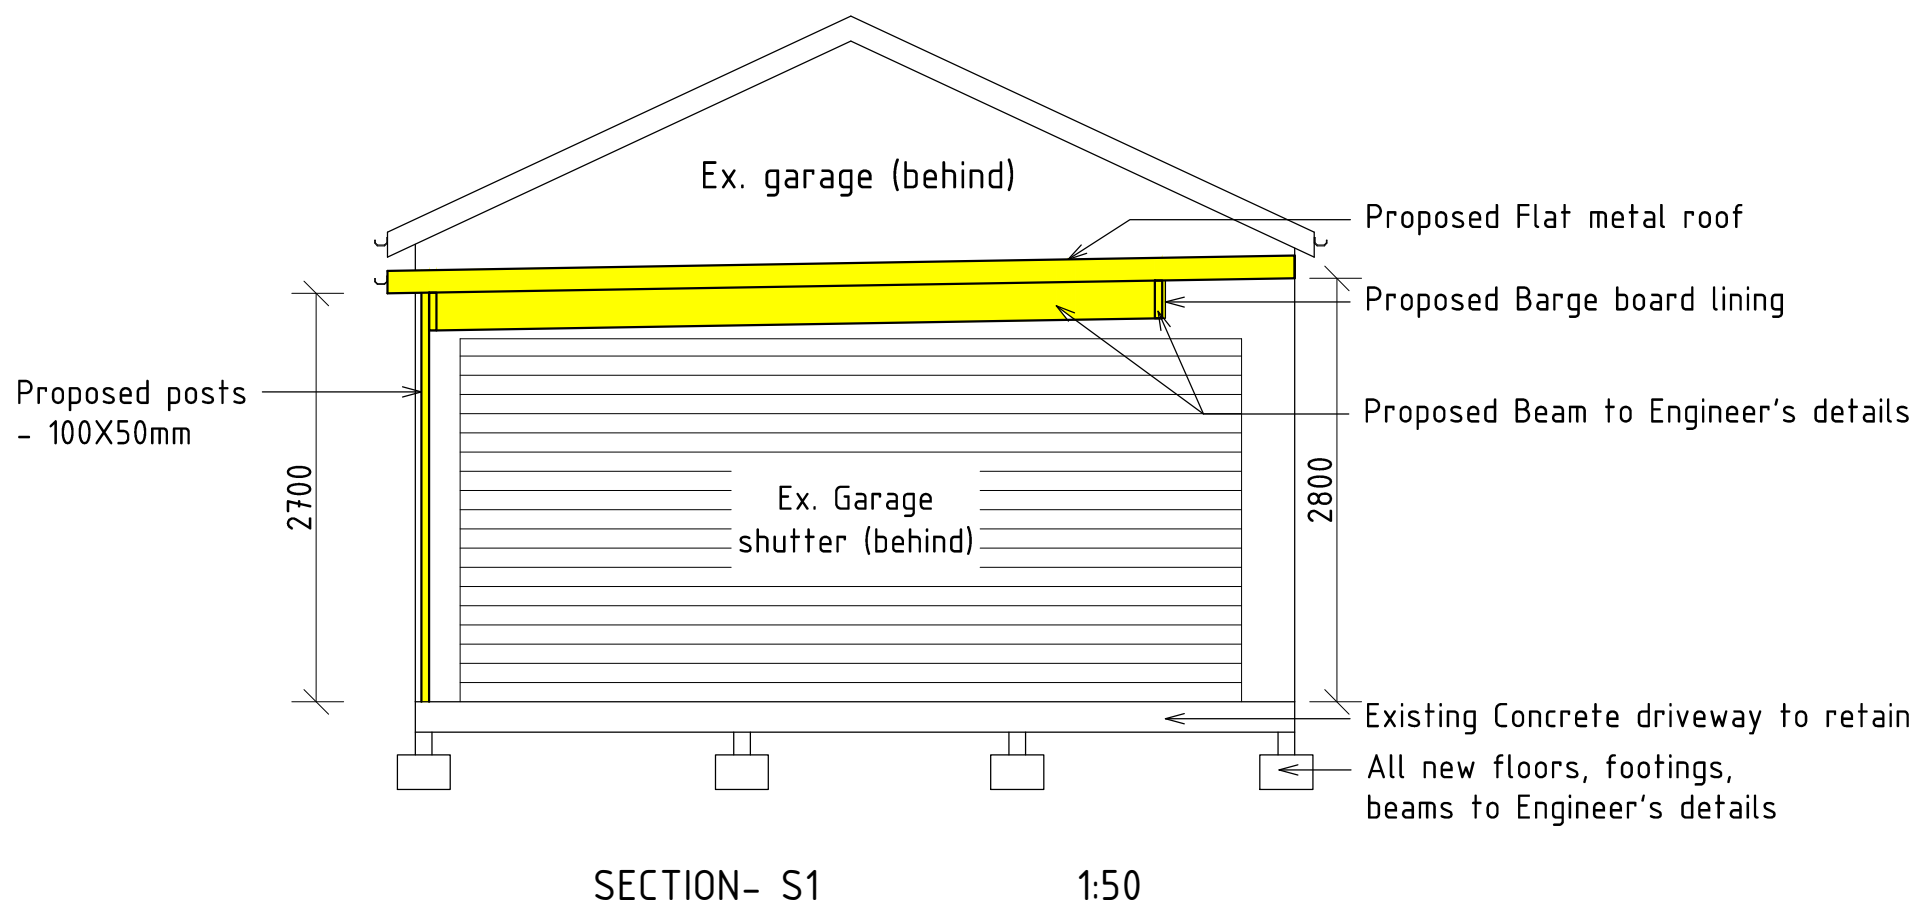 Ex. garage (behind)
Proposed Flat metal roof
Proposed Barge board lining
Proposed posts
- 100X50mm
Proposed Beam to Engineer's details
2700
2800
Ex. Garage
shutter (behind)
Existing Concrete driveway to retain
All new floors, footings,
beams to Engineer's details
SECTION- S1
1:50